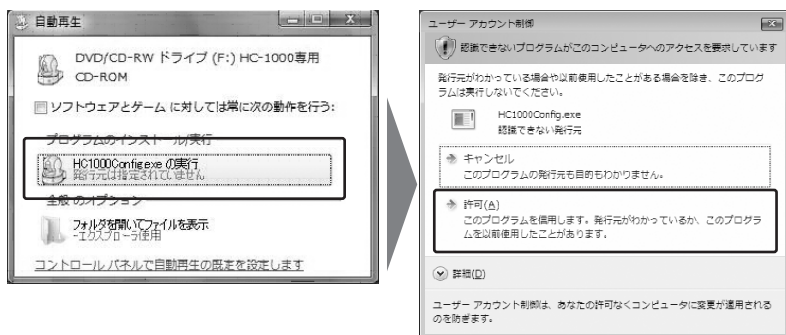 自動再生
DVD/CD-RW ドライブ (F:) HC-1000専用
CD-ROM
ソフトウェアとゲーム に対しては常に次の動作を行う:
プログラムのインストール/実行
HC1000Config.exe の実行
発行元は指定されていません
全般 のオプション
フォルダを開いてファイルを表示
-エクスプローラ使用
コントロール パネルで自動再生の既定を設定します
ユーザー アカウント制御
認識できないプログラムがこのコンピュータへのアクセスを要求しています
発行元がわかっている場合や以前使用したことがある場合を除き、このプログ
ラムは実行しないでください。
HC1000Config.exe
認識できない発行元
キャンセル
このプログラムの発行元も目的もわかりません。
許可(A)
このプログラムを信用します。発行元がわかっているか、このプログラ
ムを以前使用したことがあります。
詳細(D)
ユーザー アカウント制御は、あなたの許可なくコンピュータに変更が適用される
のを防ぎます。